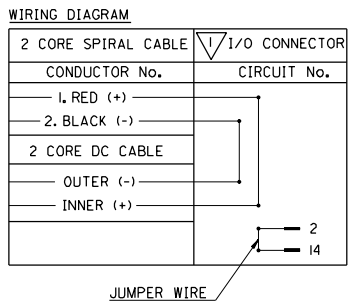 WIRING DIAGRAM
2 CORE SPIRAL CABLE
1 I/O CONNECTOR
CONDUCTOR No.
CIRCUIT No.
1. RED (+)
2. BLACK (-)
2 CORE DC CABLE
OUTER (-)
INNER (+)
2
14
JUMPER WIRE